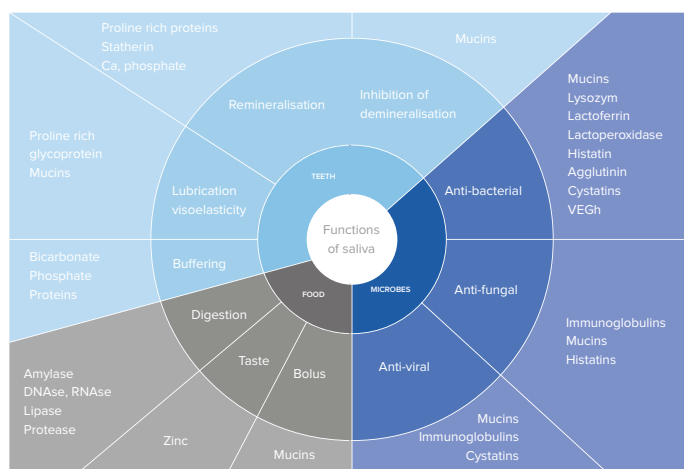 Proline rich proteins
Statherin
Ca, phosphate
Mucins
Remineralisation
Inhibition of
demineralisation
Mucins
Lysozym
Lactoferrin
Lactoperoxidase
Histatin
Agglutinin
Cystatins
VEGh
Proline rich
glycoprotein
Mucins
Lubrication
visoelasticity
TEETH
Anti-bacterial
Functions
of saliva
Bicarbonate
Phosphate
Proteins
Buffering
FOOD
MICROBES
Anti-fungal
Immunoglobulins
Mucins
Histatins
Digestion
Taste
Bolus
Anti-viral
Amylase
DNAse, RNAse
Lipase
Protease
Zinc
Mucins
Mucins
Immunoglobulins
Cystatins